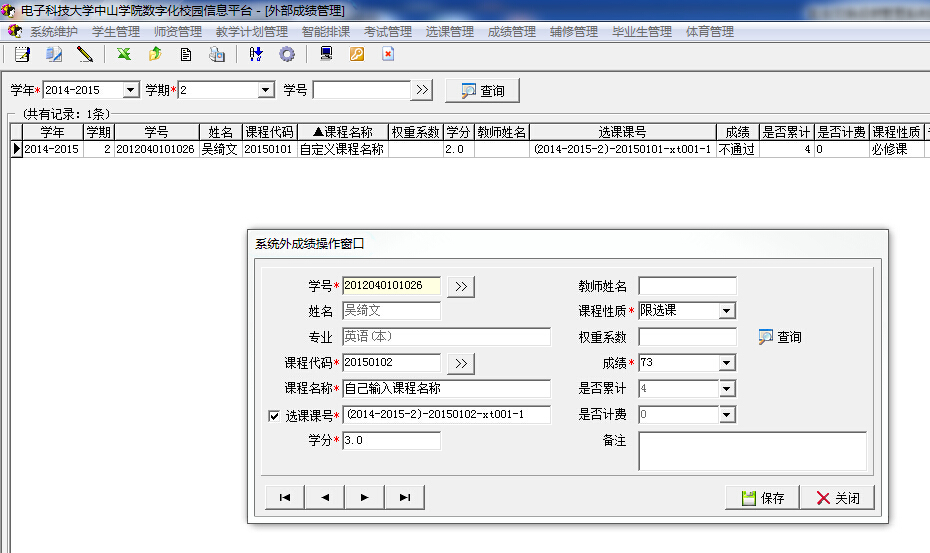 电子科技大学中山学院数字化校园信息平台 - [外部成绩管理]
系统维护 学生管理 师资管理 教学计划管理 智能排课 考试管理 选课管理 成绩管理 辅修管理 毕业生管理 体育管理
学年* 2014-2015 学期* 2 学号 >> 查询
(共有记录：1条)
学年 学期 学号 姓名 课程代码 ▲课程名称 权重系数 学分 教师姓名 选课课号 成绩 是否累计 是否计费 课程性质
2014-2015 2 2012040101026 吴绮文 20150101 自定义课程名称 2.0 (2014-2015-2)-20150101-xt001-1 不通过 4 0 必修课
系统外成绩操作窗口
学号* 2012040101026 >> 教师姓名
姓名 吴绮文 课程性质* 限选课
专业 英语(本) 权重系数 查询
课程代码* 20150102 >> 成绩* 73
课程名称* 自己输入课程名称 是否累计 4
选课课号* (2014-2015-2)-20150102-xt001-1 是否计费 0
学分* 3.0 备注
保存 关闭